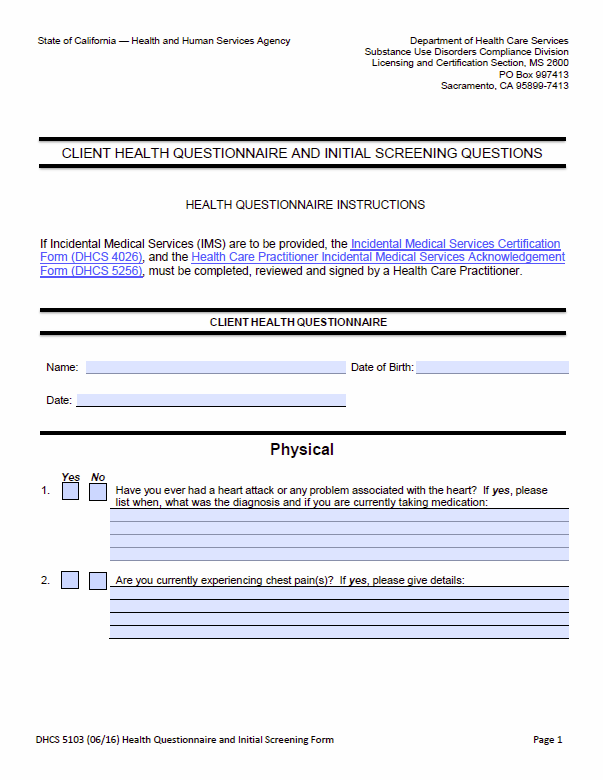 State of California — Health and Human Services Agency
Department of Health Care Services
Substance Use Disorders Compliance Division
Licensing and Certification Section, MS 2600
PO Box 997413
Sacramento, CA 95899-7413
CLIENT HEALTH QUESTIONNAIRE AND INITIAL SCREENING QUESTIONS
HEALTH QUESTIONNAIRE INSTRUCTIONS
If Incidental Medical Services (IMS) are to be provided, the Incidental Medical Services Certification
Form (DHCS 4026), and the Health Care Practitioner Incidental Medical Services Acknowledgement
Form (DHCS 5256), must be completed, reviewed and signed by a Health Care Practitioner.
CLIENT HEALTH QUESTIONNAIRE
Name: Date of Birth:
Date:
Physical
Yes No
1. Have you ever had a heart attack or any problem associated with the heart? If yes, please
list when, what was the diagnosis and if you are currently taking medication:
2. Are you currently experiencing chest pain(s)? If yes, please give details:
DHCS 5103 (06/16) Health Questionnaire and Initial Screening Form Page 1